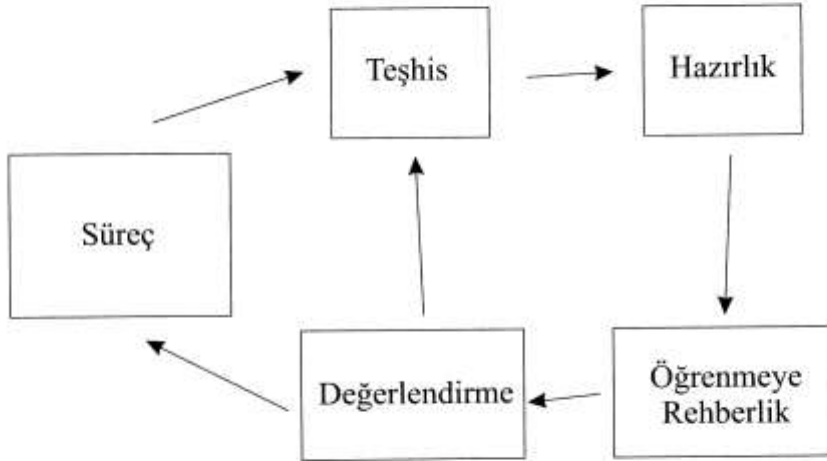 Teşhis
Hazırlık
Süreç
Değerlendirme
Öğrenmeye
Rehberlik